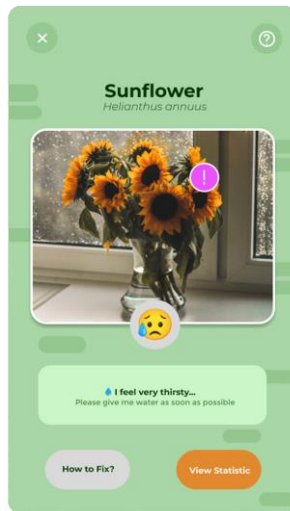 ×
?
Sunflower
Helianthus annuus
!
💧 I feel very thirsty...
Please give me water as soon as possible
How to Fix?
View Statistic